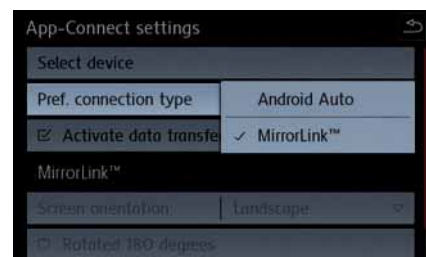 App-Connect settings
Select device
Pref. connection type
Android Auto
Activate data transfe
✓ MirrorLink™
MirrorLink™
Screen orientation: Landscape
Rotated 180 degrees